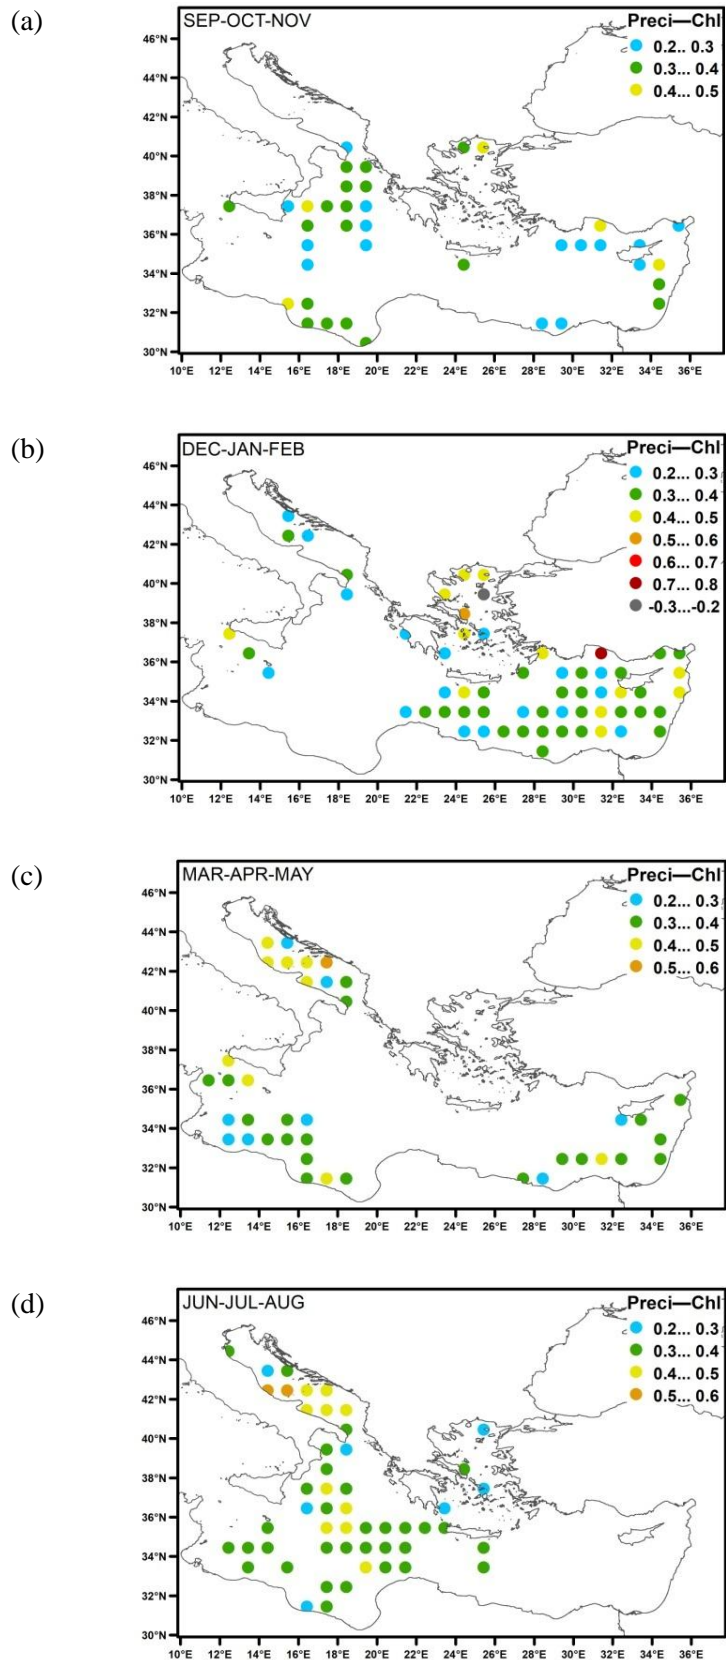 (a)
SEP-OCT-NOV
Preci—Chl
0.2... 0.3
0.3... 0.4
0.4... 0.5
46°N
44°N
42°N
40°N
38°N
36°N
34°N
32°N
30°N
10°E 12°E 14°E 16°E 18°E 20°E 22°E 24°E 26°E 28°E 30°E 32°E 34°E 36°E
(b)
DEC-JAN-FEB
Preci—Chl
0.2... 0.3
0.3... 0.4
0.4... 0.5
0.5... 0.6
0.6... 0.7
0.7... 0.8
-0.3...-0.2
46°N
44°N
42°N
40°N
38°N
36°N
34°N
32°N
30°N
10°E 12°E 14°E 16°E 18°E 20°E 22°E 24°E 26°E 28°E 30°E 32°E 34°E 36°E
(c)
MAR-APR-MAY
Preci—Chl
0.2... 0.3
0.3... 0.4
0.4... 0.5
0.5... 0.6
46°N
44°N
42°N
40°N
38°N
36°N
34°N
32°N
30°N
10°E 12°E 14°E 16°E 18°E 20°E 22°E 24°E 26°E 28°E 30°E 32°E 34°E 36°E
(d)
JUN-JUL-AUG
Preci—Chl
0.2... 0.3
0.3... 0.4
0.4... 0.5
0.5... 0.6
46°N
44°N
42°N
40°N
38°N
36°N
34°N
32°N
30°N
10°E 12°E 14°E 16°E 18°E 20°E 22°E 24°E 26°E 28°E 30°E 32°E 34°E 36°E